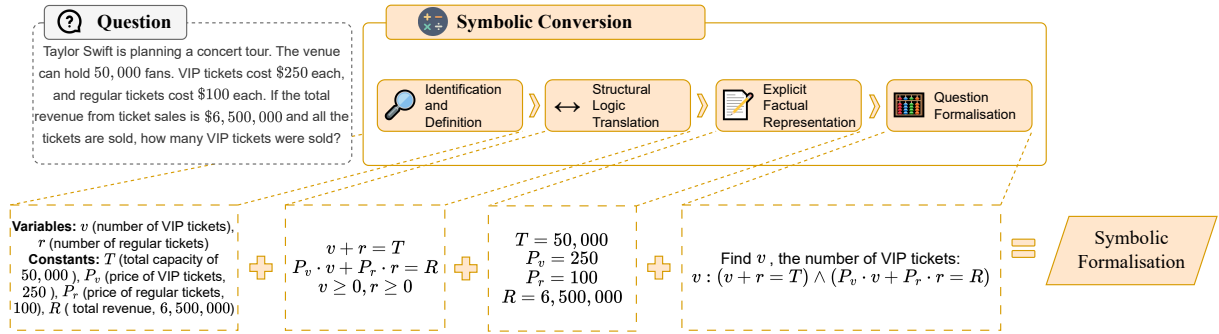 Question
Taylor Swift is planning a concert tour. The venue
can hold 50,000 fans. VIP tickets cost $250 each,
and regular tickets cost $100 each. If the total
revenue from ticket sales is $6,500,000 and all the
tickets are sold, how many VIP tickets were sold?
Symbolic Conversion
Identification
and
Definition
Structural
Logic
Translation
Explicit
Factual
Representation
Question
Formalisation
Variables: v (number of VIP tickets),
r (number of regular tickets)
Constants: T (total capacity of
50,000 ), P_v (price of VIP tickets,
250 ), P_r (price of regular tickets,
100), R ( total revenue, 6,500,000)
v + r = T
P_v · v + P_r · r = R
v ≥ 0, r ≥ 0
T = 50,000
P_v = 250
P_r = 100
R = 6,500,000
Find v , the number of VIP tickets:
v : (v + r = T) ∧ (P_v · v + P_r · r = R)
Symbolic
Formalisation